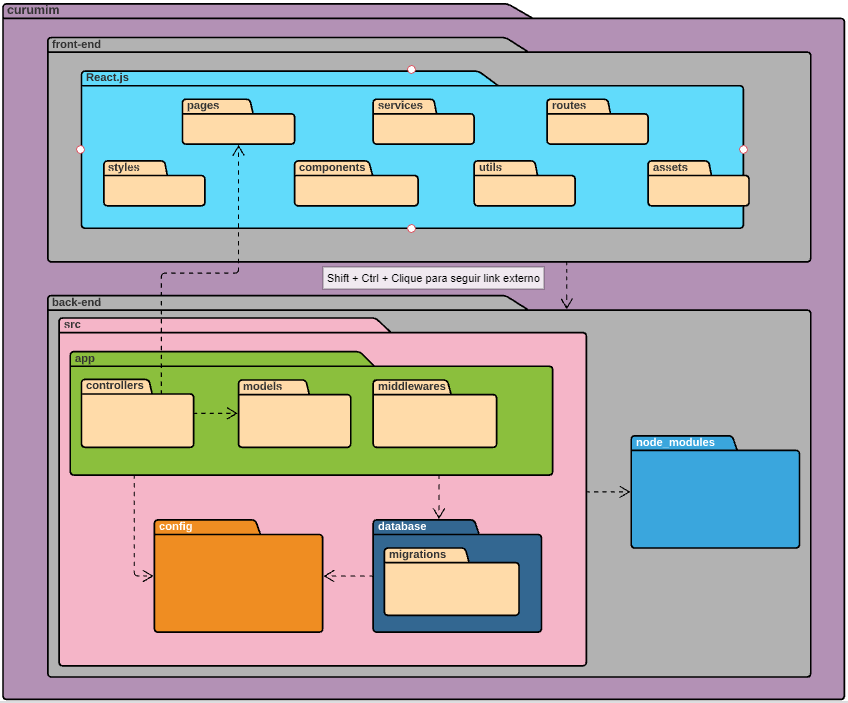 curumim
front-end
React.js
pages
services
routes
styles
components
utils
assets
Shift + Ctrl + Clique para seguir link externo
back-end
src
app
controllers
models
middlewares
node_modules
config
database
migrations